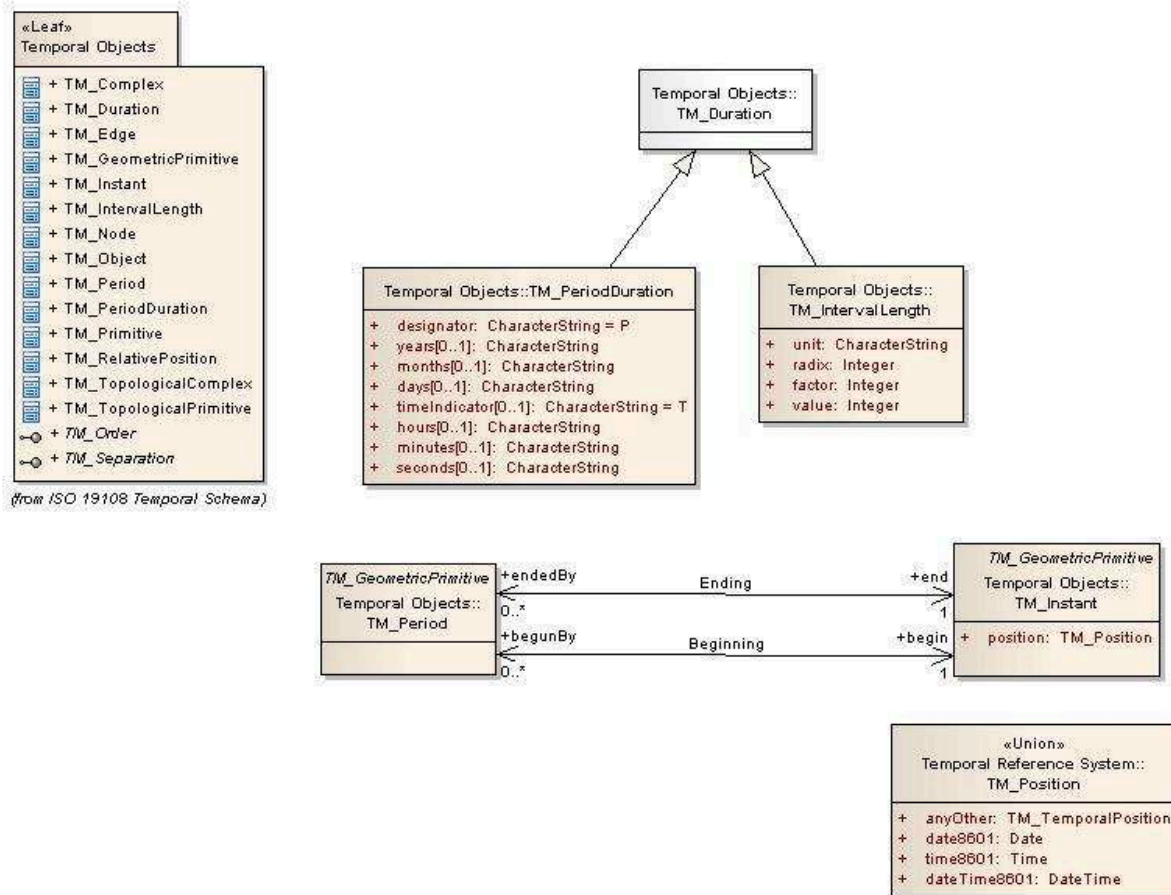 «Leaf»
Temporal Objects
+ TM_Complex
+ TM_Duration
+ TM_Edge
+ TM_GeometricPrimitive
+ TM_Instant
+ TM_IntervalLength
+ TM_Node
+ TM_Object
+ TM_Period
+ TM_PeriodDuration
+ TM_Primitive
+ TM_RelativePosition
+ TM_TopologicalComplex
+ TM_TopologicalPrimitive
+ TM_Order
+ TM_Separation
(from ISO 19108 Temporal Schema)
Temporal Objects::
TM_Duration
Temporal Objects::TM_PeriodDuration
+ designator: CharacterString = P
+ years[0..1]: CharacterString
+ months[0..1]: CharacterString
+ days[0..1]: CharacterString
+ timeIndicator[0..1]: CharacterString = T
+ hours[0..1]: CharacterString
+ minutes[0..1]: CharacterString
+ seconds[0..1]: CharacterString
Temporal Objects::
TM_IntervalLength
+ unit: CharacterString
+ radix: Integer
+ factor: Integer
+ value: Integer
TM_GeometricPrimitive
Temporal Objects::
TM_Period
+endedBy
Ending
+end
0..*
1
+begunBy
Beginning
+begin
0..*
1
TM_GeometricPrimitive
Temporal Objects::
TM_Instant
+ position: TM_Position
«Union»
Temporal Reference System::
TM_Position
+ anyOther: TM_TemporalPosition
+ date8601: Date
+ time8601: Time
+ dateTime8601: DateTime